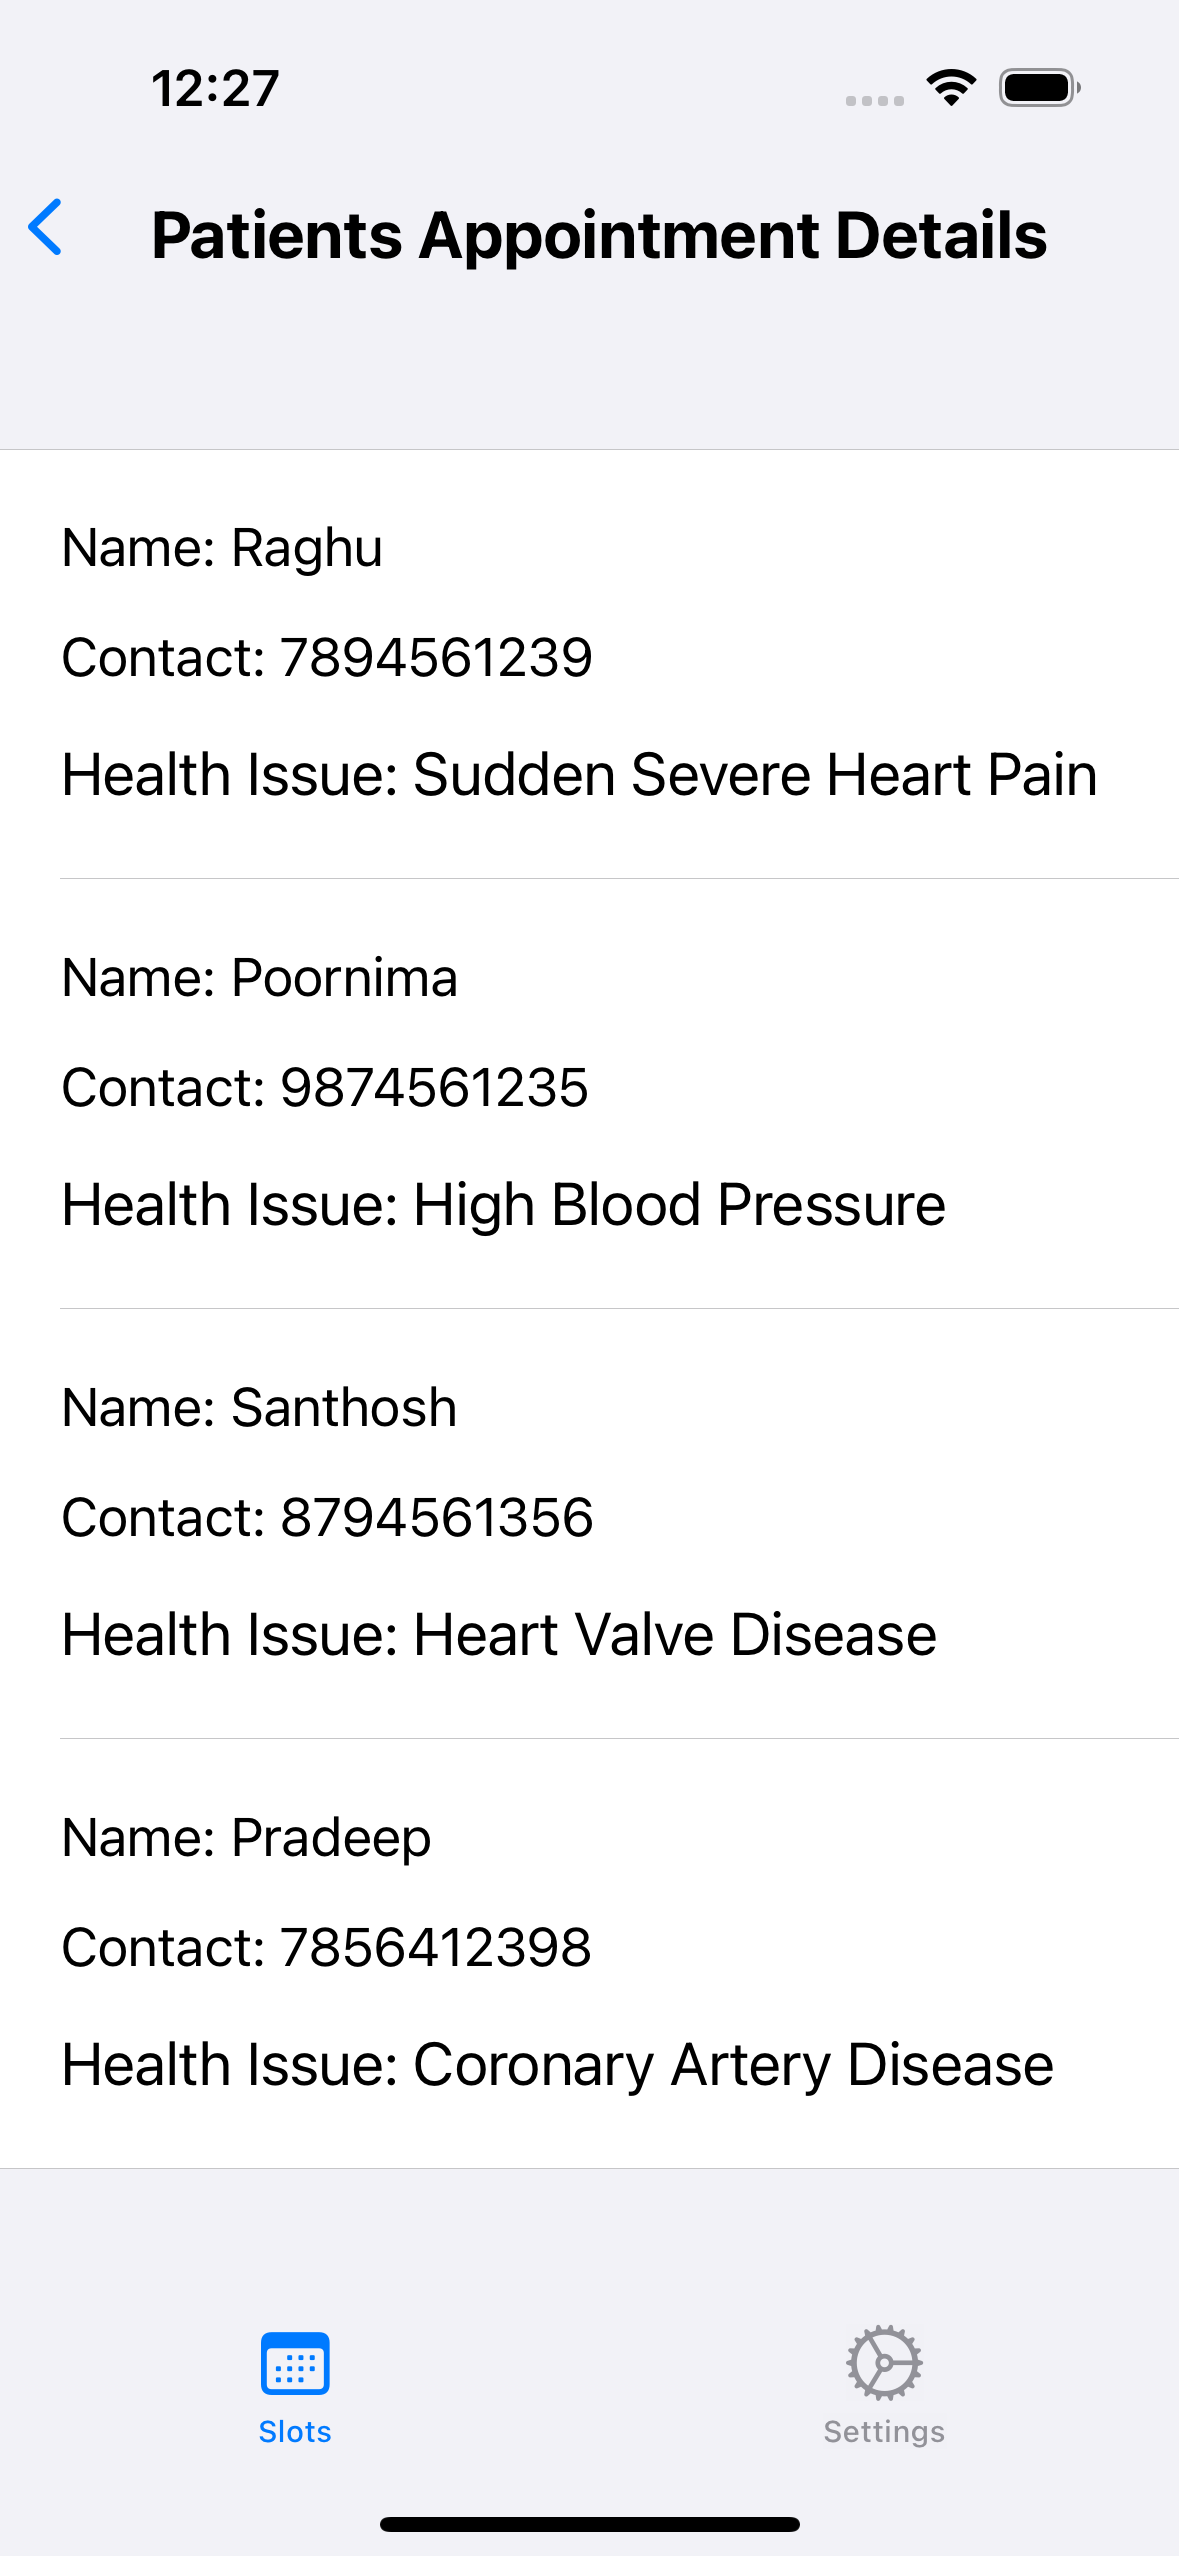 12:27
Patients Appointment Details
Name: Raghu
Contact: 7894561239
Health Issue: Sudden Severe Heart Pain
Name: Poornima
Contact: 9874561235
Health Issue: High Blood Pressure
Name: Santhosh
Contact: 8794561356
Health Issue: Heart Valve Disease
Name: Pradeep
Contact: 7856412398
Health Issue: Coronary Artery Disease
Slots
Settings